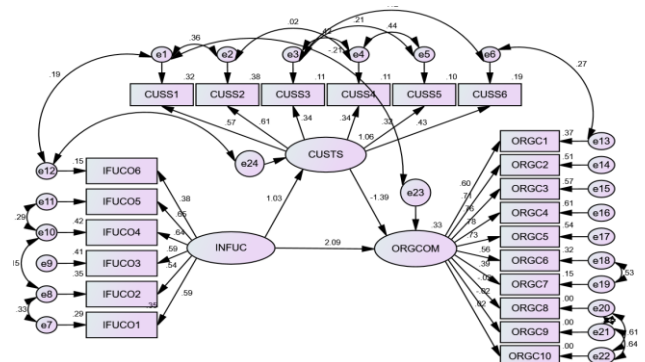 .36
.02
-.21
.21
.44
e1
e2
e3
e4
e5
e6
.32
.38
.11
.11
.10
.19
.27
.19
CUSS1
CUSS2
CUSS3
CUSS4
CUSS5
CUSS6
.57
.61
.34
.34
.32
.43
1.06
CUSTS
e24
e23
e12
.15
IFUCO6
e11
IFUCO5
.29
e10
.42
IFUCO4
e9
.41
IFUCO3
.35
e8
IFUCO2
.33
e7
.29
IFUCO1
.38
.65
.64
.59
.54
.35
.59
INFUC
1.03
-1.39
2.09
.33
ORGCOM
ORGC1
.37
e13
ORGC2
.51
e14
ORGC3
.57
e15
ORGC4
.61
e16
ORGC5
.54
e17
ORGC6
.32
e18
ORGC7
.15
e19
.53
ORGC8
.00
e20
ORGC9
.00
e21
.61
ORGC10
.00
e22
.64
.60
.71
.76
.78
.73
.56
.39
-.02
.02